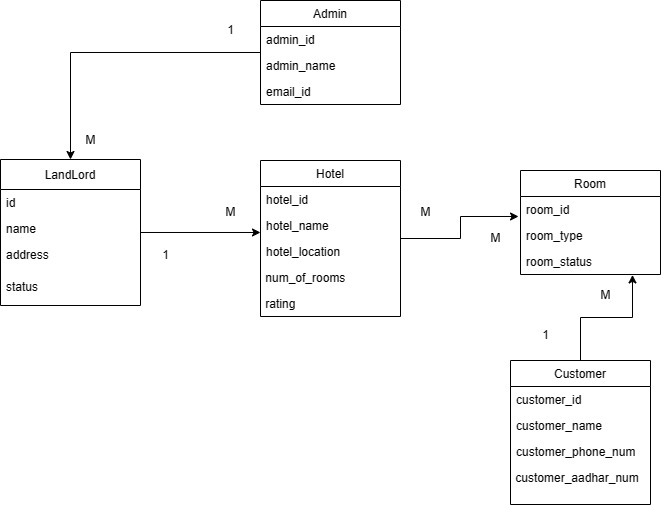 Admin
admin_id
admin_name
email_id
1
M
LandLord
id
name
address
status
1
M
Hotel
hotel_id
hotel_name
hotel_location
num_of_rooms
rating
M
M
Room
room_id
room_type
room_status
M
1
Customer
customer_id
customer_name
customer_phone_num
customer_aadhar_num